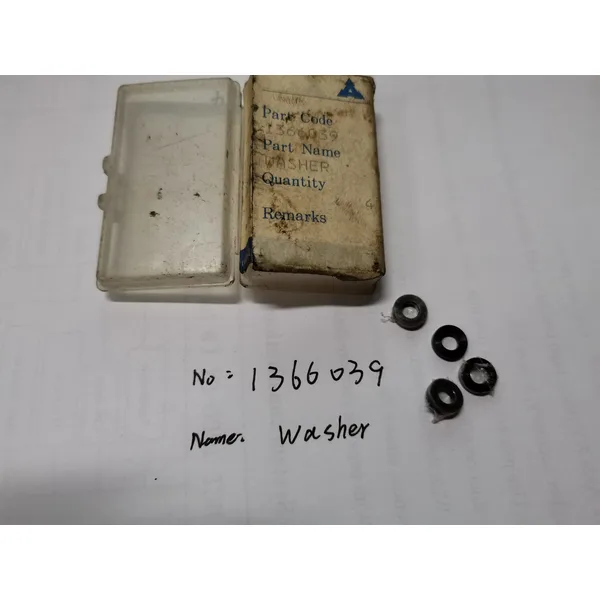 Part Code
1366039
Part Name
WASHER
Quantity
Remarks
No: 1366039
Name. Washer